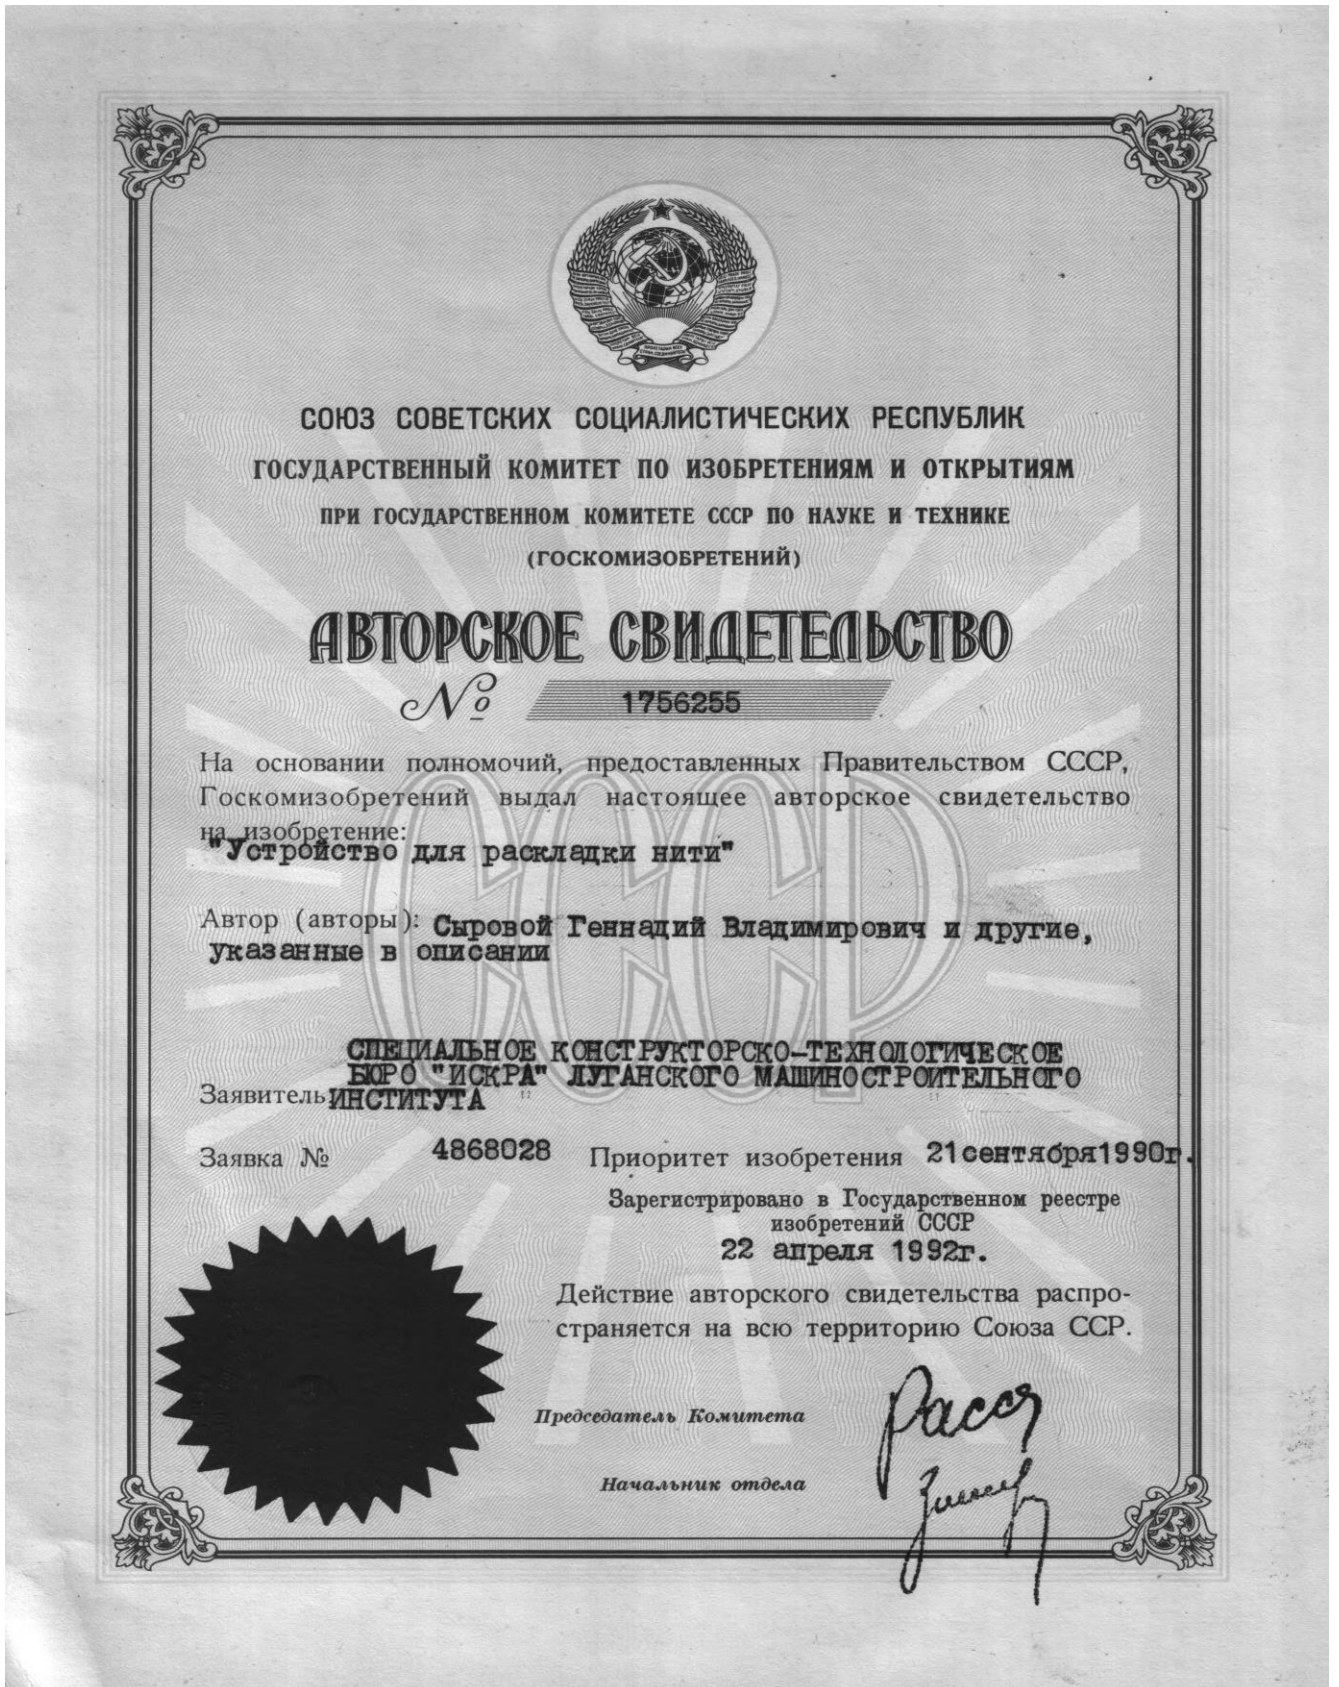 СОЮЗ СОВЕТСКИХ СОЦИАЛИСТИЧЕСКИХ РЕСПУБЛИК
ГОСУДАРСТВЕННЫЙ КОМИТЕТ ПО ИЗОБРЕТЕНИЯМ И ОТКРЫТИЯМ
ПРИ ГОСУДАРСТВЕННОМ КОМИТЕТЕ СССР ПО НАУКЕ И ТЕХНИКЕ
(ГОСКОМИЗОБРЕТЕНИЙ)
АВТОРСКОЕ СВИДЕТЕЛЬСТВО
№ 1756255
На основании полномочий, предоставленных Правительством СССР,
Госкомизобретений выдал настоящее авторское свидетельство
на изобретение:
"Устройство для раскладки нити"
Автор (авторы): Сыровой Геннадий Владимирович и другие,
указанные в описании
СПЕЦИАЛЬНОЕ КОНСТРУКТОРСКО-ТЕХНОЛОГИЧЕСКОЕ
БЮРО "ИСКРА" ЛУГАНСКОГО МАШИНОСТРОИТЕЛЬНОГО
Заявитель ИНСТИТУТА
Заявка № 4868028 Приоритет изобретения 21 сентября 1990г.
Зарегистрировано в Государственном реестре
изобретений СССР
22 апреля 1992г.
Действие авторского свидетельства распро-
страняется на всю территорию Союза ССР.
Председатель Комитета
Начальник отдела
СССР